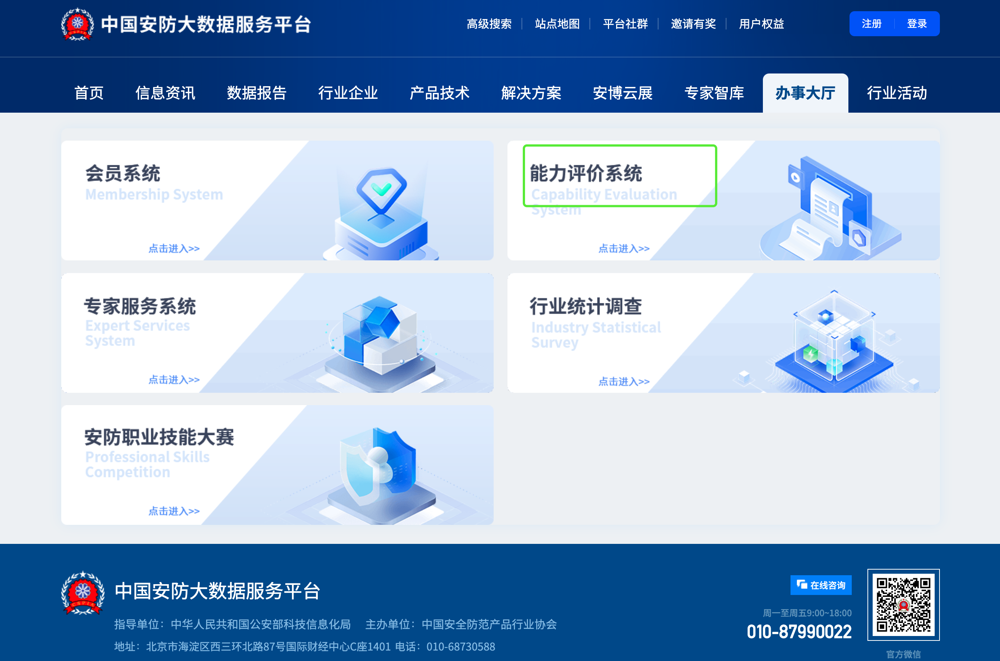 中国安防大数据服务平台
高级搜索 站点地图 平台社群 邀请有奖 用户权益 注册 登录
首页 信息资讯 数据报告 行业企业 产品技术 解决方案 安博云展 专家智库 办事大厅 行业活动
会员系统
Membership System
点击进入>>
能力评价系统
Capability Evaluation
System
点击进入>>
专家服务系统
Expert Services
System
点击进入>>
行业统计调查
Industry Statistical
Survey
点击进入>>
安防职业技能大赛
Professional Skills
Competition
点击进入>>
CSPIA
中国安防大数据服务平台
指导单位：中华人民共和国公安部科技信息化局 主办单位：中国安全防范产品行业协会
地址：北京市海淀区西三环北路87号国际财经中心C座1401 电话：010-68730588
在线咨询
周一至周五9:00~18:00
010-87990022
官方微信